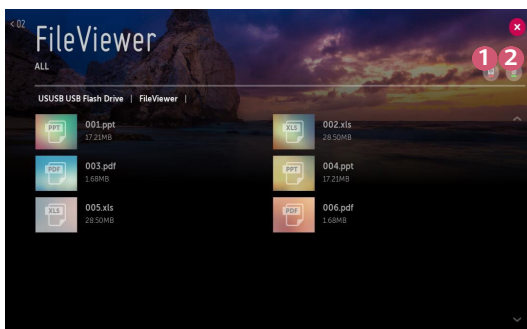 < 02
FileViewer
1 2
ALL
USUSB USB Flash Drive | FileViewer |
PPT 001.ppt
17.21MB
XLS 002.xls
28.50MB
PDF 003.pdf
1.68MB
PPT 004.ppt
17.21MB
XLS 005.xls
28.50MB
PDF 006.pdf
1.68MB